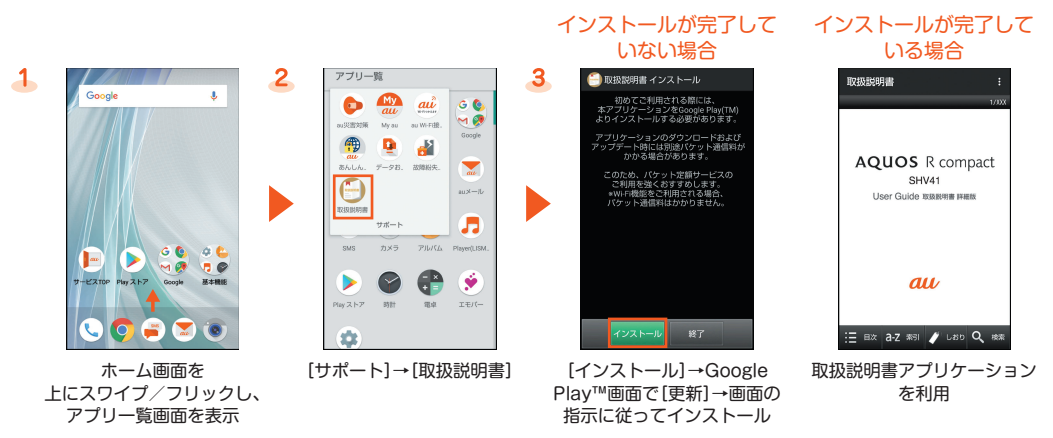 インストールが完了して
いない場合
インストールが完了して
いる場合
1
Google
サービスTOP
Play ストア
Google
基本機能
ホーム画面を
上にスワイプ／フリックし、
アプリ一覧画面を表示
2
アプリ一覧
au災害対策
My au
au Wi-Fi接..
Google
あんしん..
データお..
故障紛失..
auメール
取扱説明書
サポート
SMS
カメラ
アルバム
Player(LISM..
Play ストア
時計
電卓
エモパー
[サポート]→[取扱説明書]
3
取扱説明書 インストール
初めてご利用される際には、
本アプリケーションをGoogle Play(TM)
よりインストールする必要があります。
アプリケーションのダウンロードおよび
アップデート時には別途パケット通信料が
かかる場合があります。
このため、パケット定額サービスの
ご利用を強くおすすめします。
*Wi-Fi機能をご利用される場合、
パケット通信料はかかりません。
インストール
終了
[インストール]→Google
Play™画面で[更新]→画面の
指示に従ってインストール
取扱説明書
1/XXX
AQUOS R compact
SHV41
User Guide 取扱説明書 詳細版
au
目次
a-Z 索引
しおり
検索
取扱説明書アプリケーション
を利用